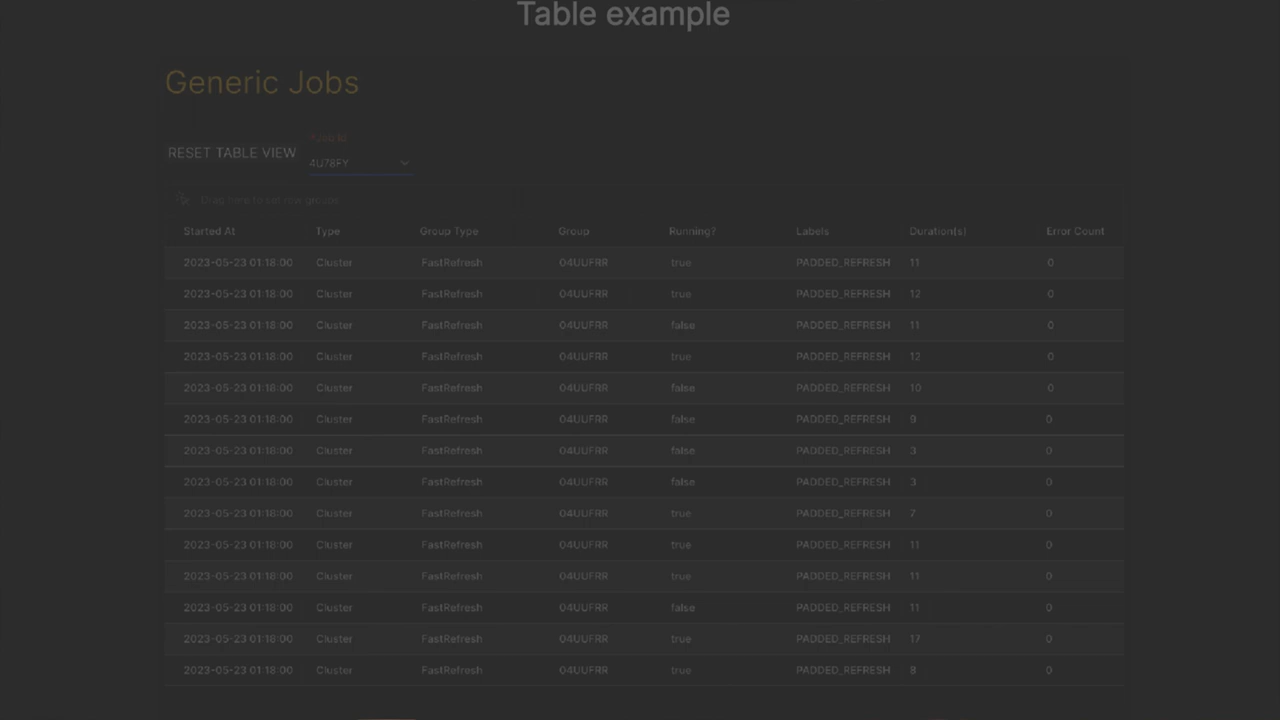 Table example
Generic Jobs
Job Id
RESET TABLE VIEW
4U78FY
Drag here to set row groups
Started At Type Group Type Group Running? Labels Duration(s) Error Count
2023-05-23 01:18:00 Cluster FastRefresh 04UUFRR true PADDED_REFRESH 11 0
2023-05-23 01:18:00 Cluster FastRefresh 04UUFRR true PADDED_REFRESH 12 0
2023-05-23 01:18:00 Cluster FastRefresh 04UUFRR false PADDED_REFRESH 11 0
2023-05-23 01:18:00 Cluster FastRefresh 04UUFRR true PADDED_REFRESH 12 0
2023-05-23 01:18:00 Cluster FastRefresh 04UUFRR false PADDED_REFRESH 10 0
2023-05-23 01:18:00 Cluster FastRefresh 04UUFRR false PADDED_REFRESH 9 0
2023-05-23 01:18:00 Cluster FastRefresh 04UUFRR false PADDED_REFRESH 3 0
2023-05-23 01:18:00 Cluster FastRefresh 04UUFRR false PADDED_REFRESH 3 0
2023-05-23 01:18:00 Cluster FastRefresh 04UUFRR true PADDED_REFRESH 7 0
2023-05-23 01:18:00 Cluster FastRefresh 04UUFRR true PADDED_REFRESH 11 0
2023-05-23 01:18:00 Cluster FastRefresh 04UUFRR true PADDED_REFRESH 11 0
2023-05-23 01:18:00 Cluster FastRefresh 04UUFRR false PADDED_REFRESH 11 0
2023-05-23 01:18:00 Cluster FastRefresh 04UUFRR true PADDED_REFRESH 17 0
2023-05-23 01:18:00 Cluster FastRefresh 04UUFRR true PADDED_REFRESH 8 0